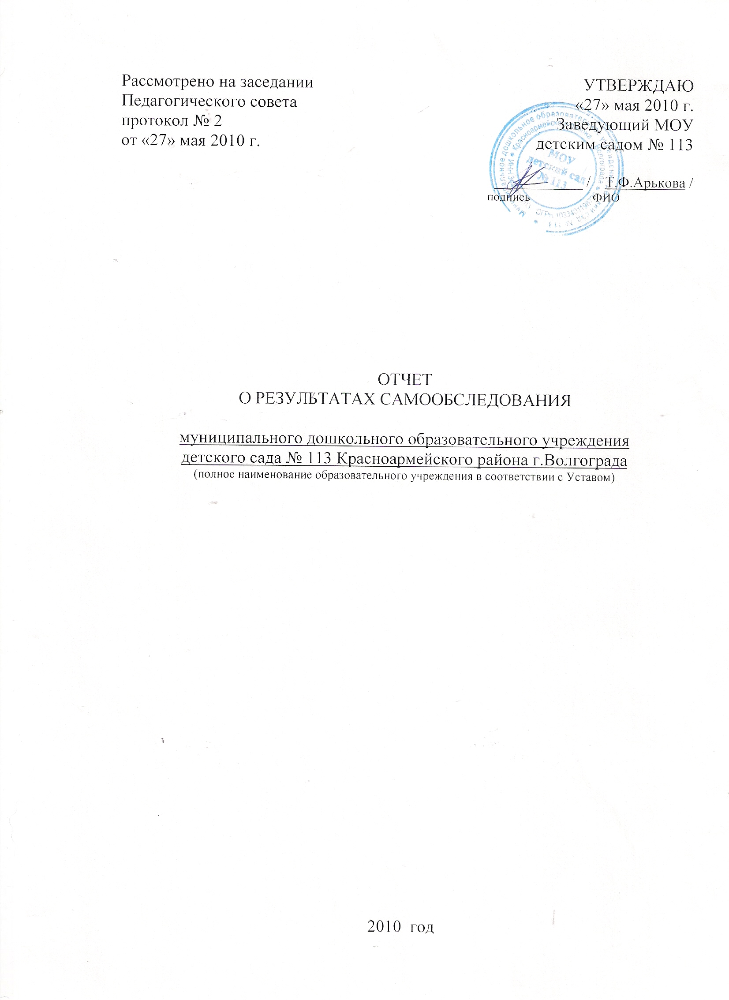 Рассмотрено на заседании
Педагогического совета
протокол № 2
от «27» мая 2010 г.
УТВЕРЖДАЮ
«27» мая 2010 г.
Заведующий МОУ
детским садом № 113
/ Т.Ф.Арькова /
подпись ФИО
МОУ
детский сад
№ 113
ОТЧЕТ
О РЕЗУЛЬТАТАХ САМООБСЛЕДОВАНИЯ
муниципального дошкольного образовательного учреждения
детского сада № 113 Красноармейского района г.Волгограда
(полное наименование образовательного учреждения в соответствии с Уставом)
2010 год